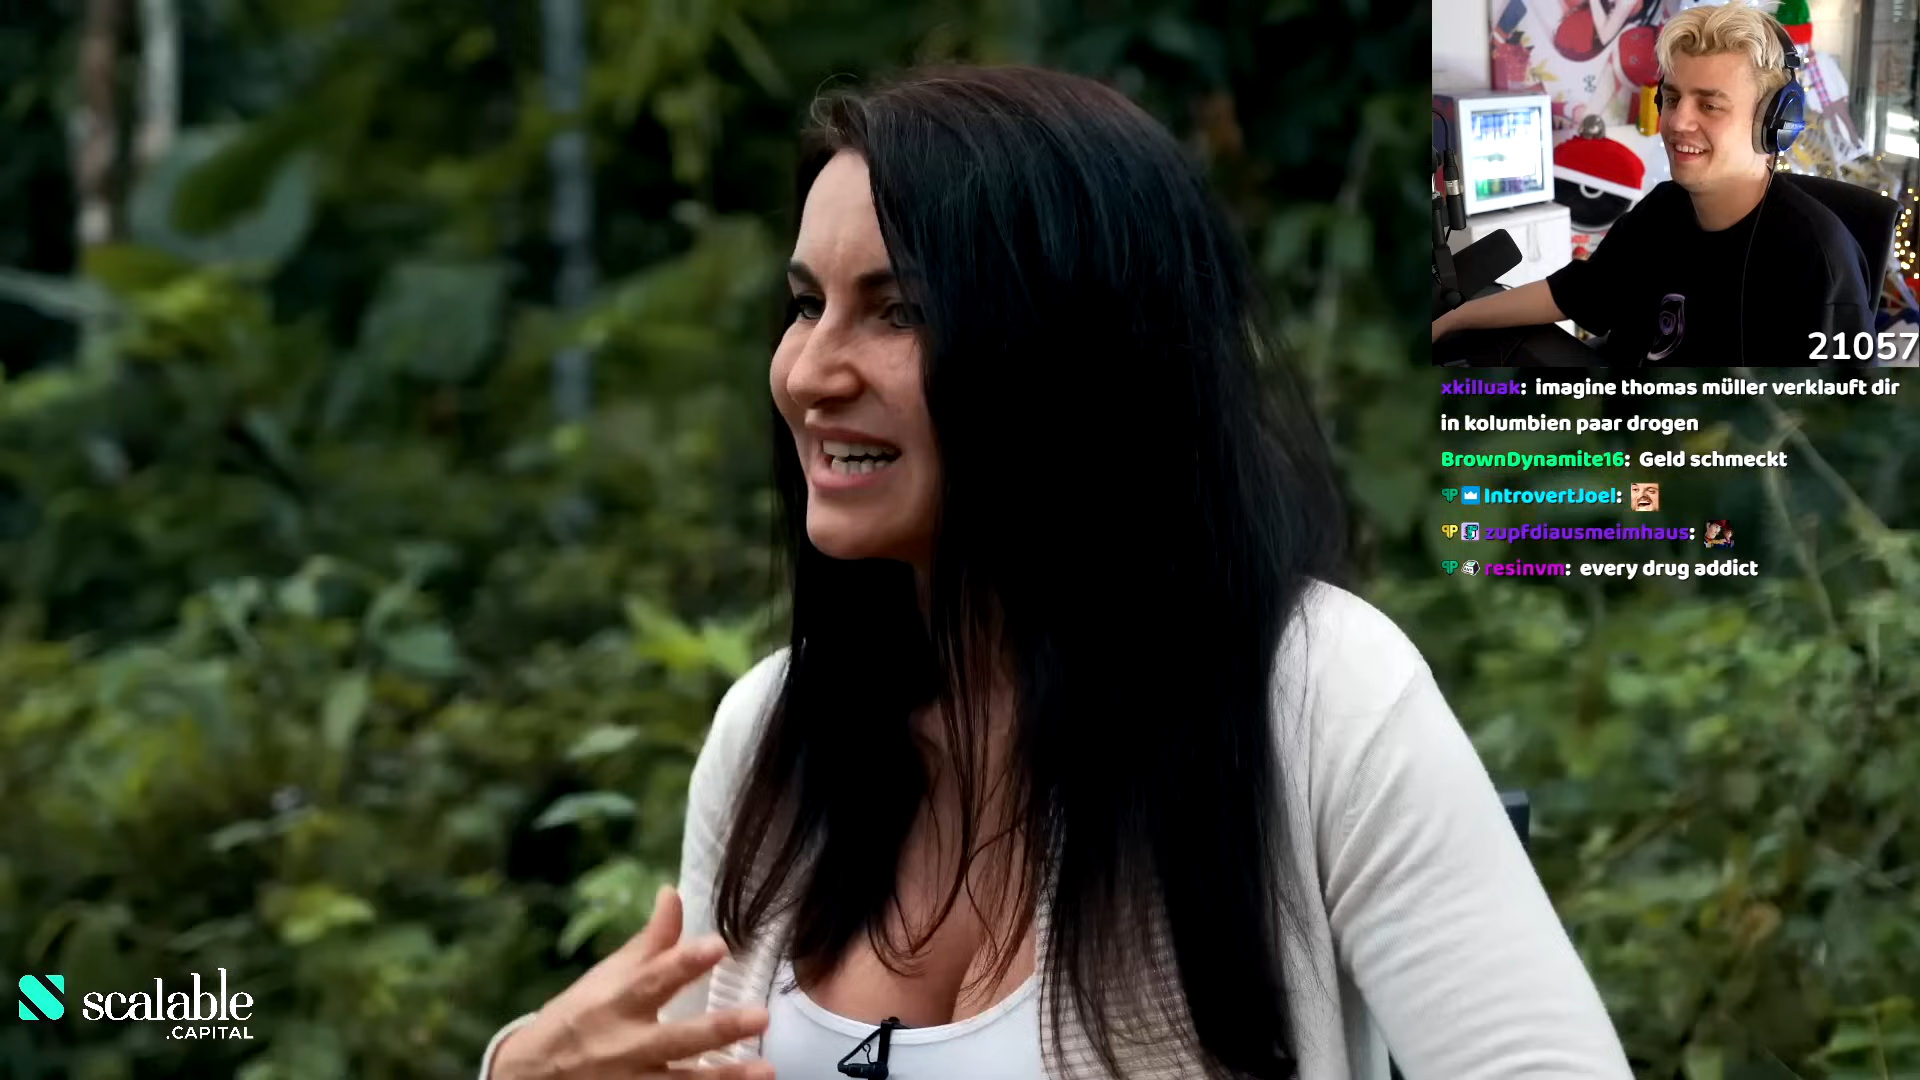 21057
xkilluak: imagine thomas müller verklauft dir
in kolumbien paar drogen
BrownDynamite16: Geld schmeckt
IntrovertJoel:
zupfdiausmeimhaus:
resinvm: every drug addict
scalable
.CAPITAL